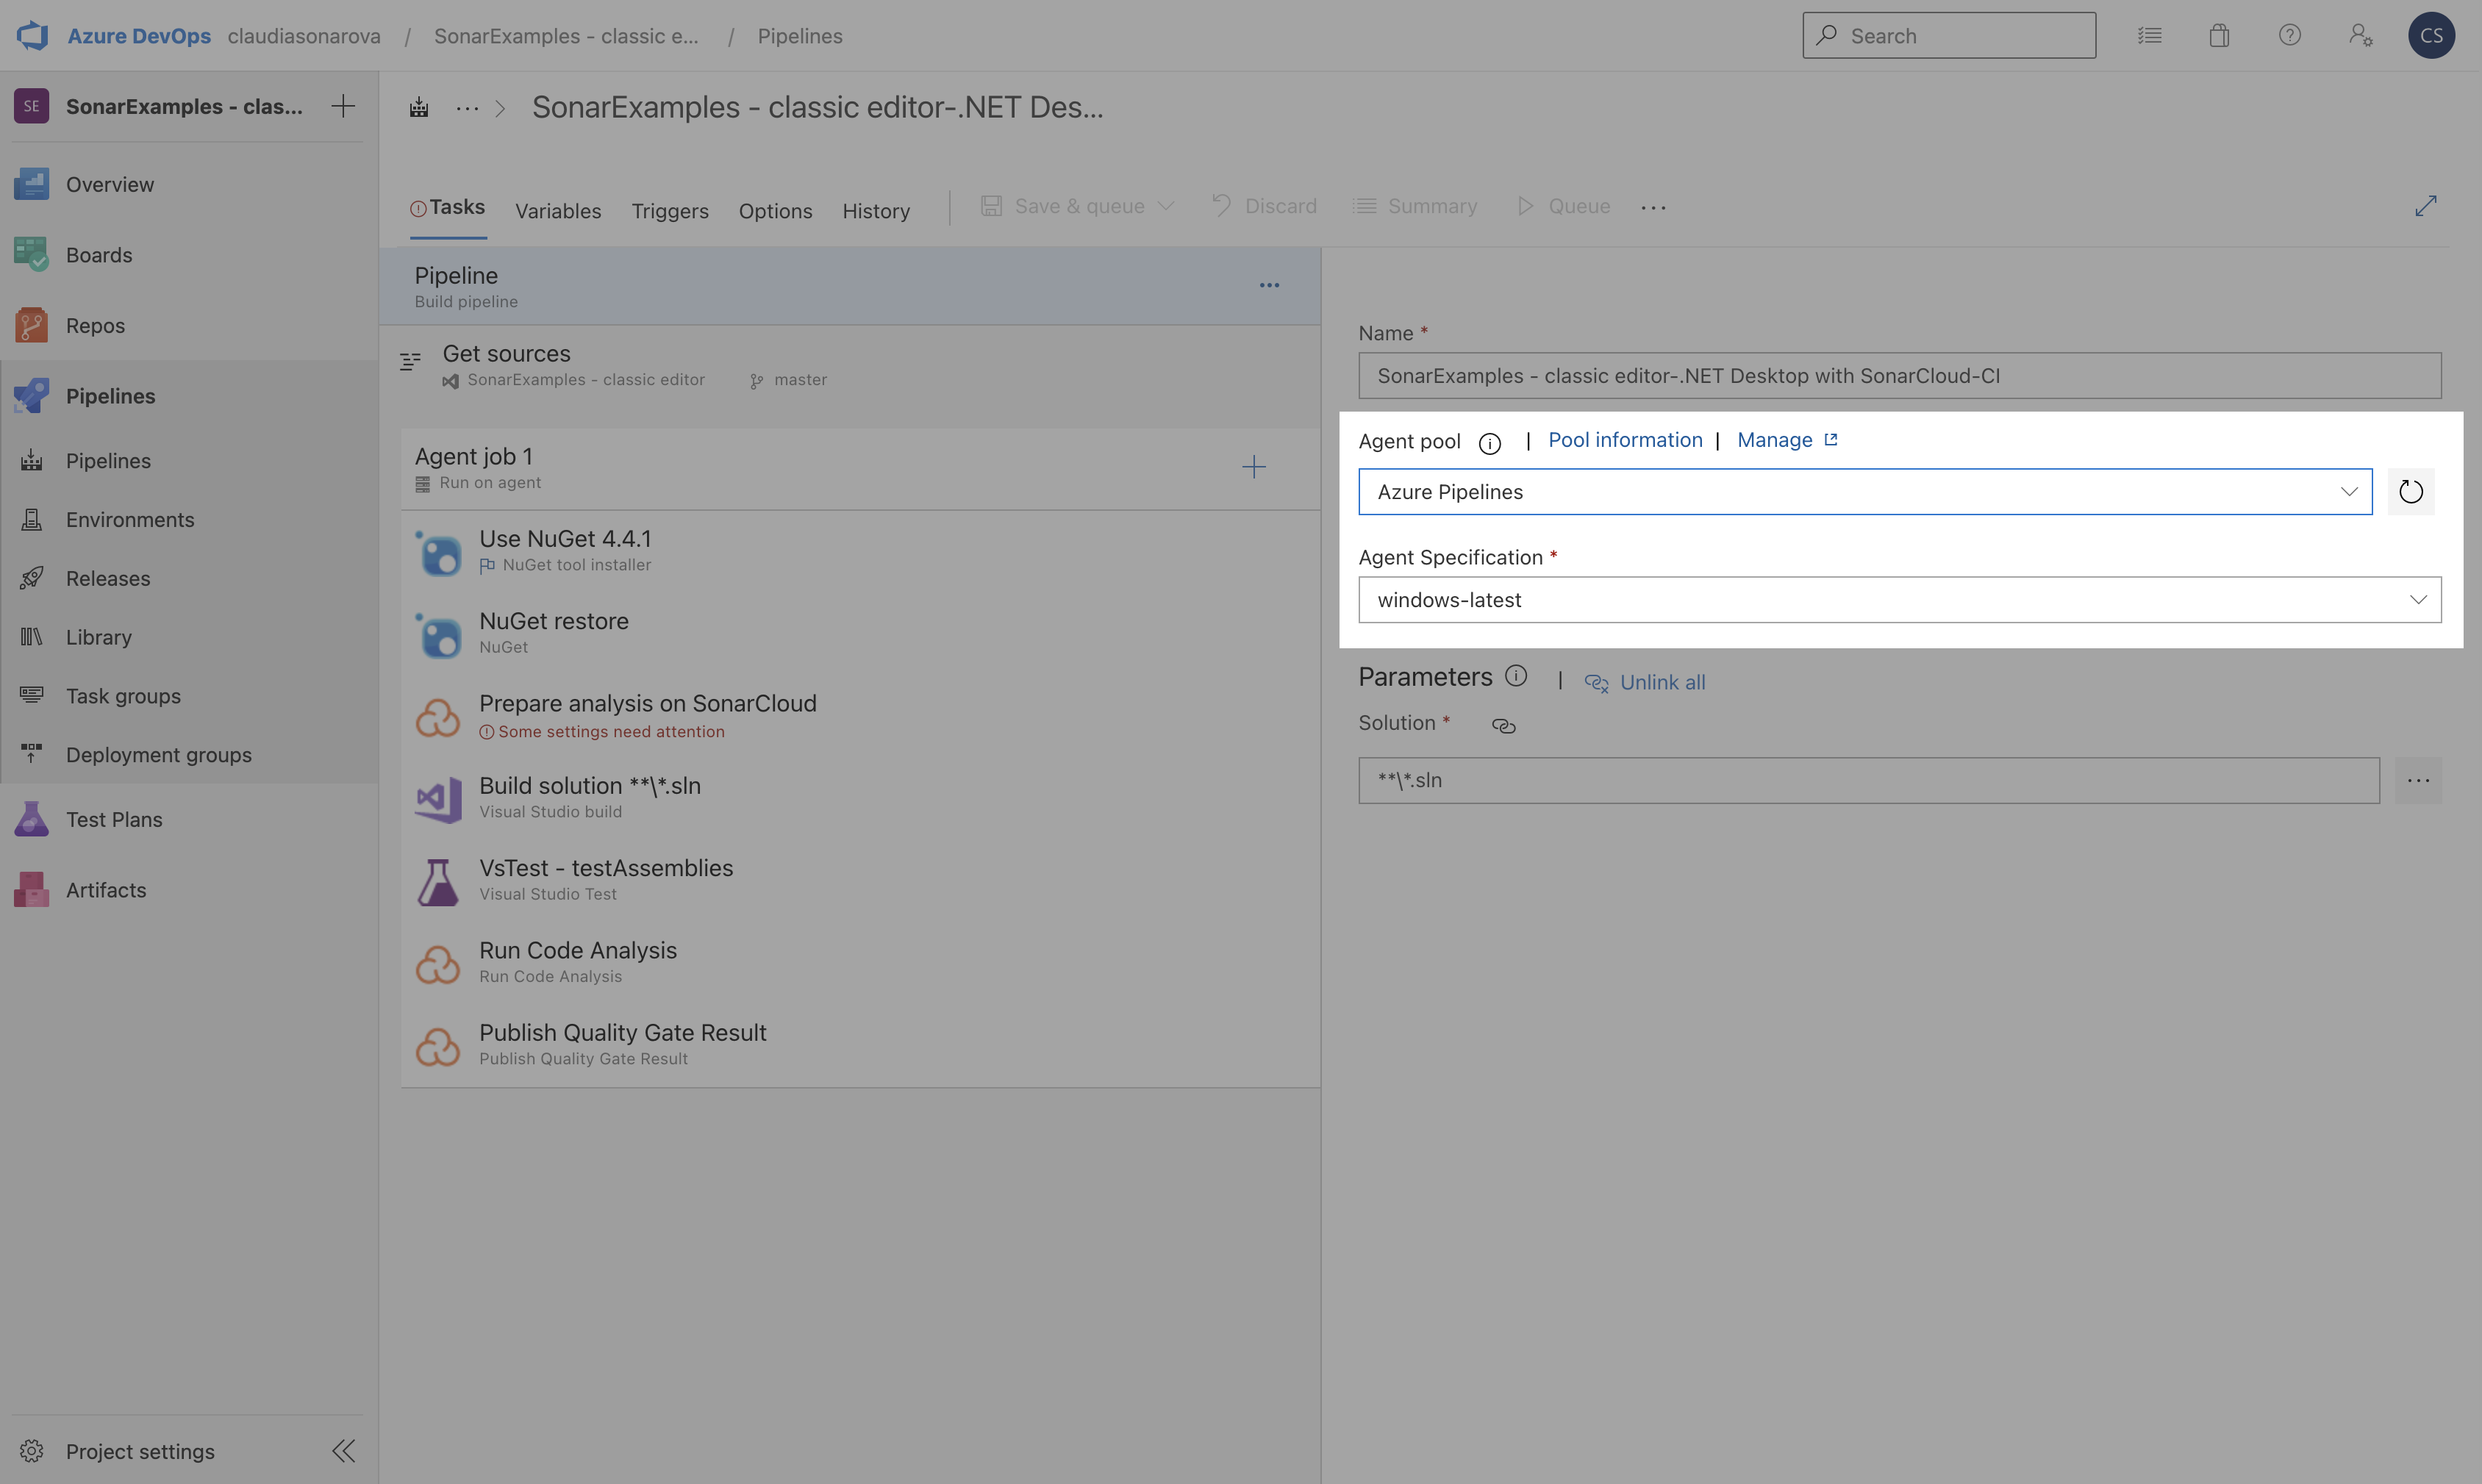 Azure DevOps claudiasonarova / SonarExamples - classic e... / Pipelines
Search
CS
SE SonarExamples - clas...
Overview
Boards
Repos
Pipelines
Pipelines
Environments
Releases
Library
Task groups
Deployment groups
Test Plans
Artifacts
Project settings
... > SonarExamples - classic editor-.NET Des...
Tasks Variables Triggers Options History Save & queue Discard Summary Queue ...
Pipeline
Build pipeline
Get sources
SonarExamples - classic editor master
Agent job 1
Run on agent
Use NuGet 4.4.1
NuGet tool installer
NuGet restore
NuGet
Prepare analysis on SonarCloud
Some settings need attention
Build solution **\*.sln
Visual Studio build
VsTest - testAssemblies
Visual Studio Test
Run Code Analysis
Run Code Analysis
Publish Quality Gate Result
Publish Quality Gate Result
Name *
SonarExamples - classic editor-.NET Desktop with SonarCloud-CI
Agent pool | Pool information | Manage
Azure Pipelines
Agent Specification *
windows-latest
Parameters | Unlink all
Solution *
**\*.sln